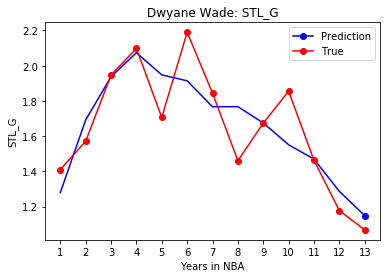 Dwyane Wade: STL_G
Prediction
True
STL_G
2.2
2.0
1.8
1.6
1.4
1.2
1 2 3 4 5 6 7 8 9 10 11 12 13
Years in NBA